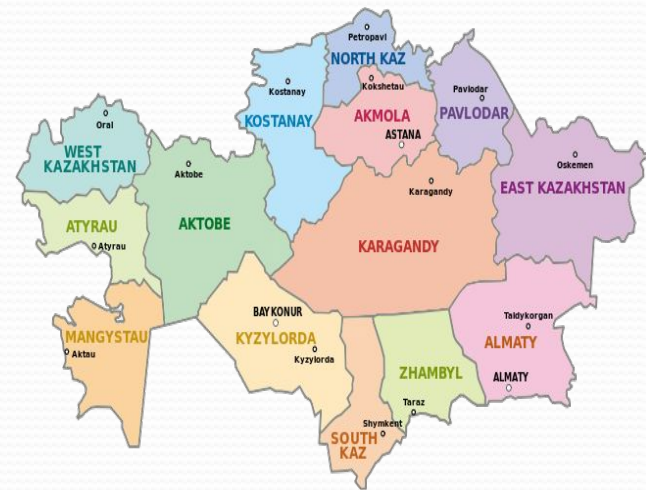 Petropavl
NORTH KAZ
Kokshetau
Kostanay
KOSTANAY
AKMOLA
ASTANA
Pavlodar
PAVLODAR
Oral
WEST
KAZAKHSTAN
Aktobe
AKTOBE
Oskemen
EAST KAZAKHSTAN
Karagandy
KARAGANDY
ATYRAU
Atyrau
MANGYSTAU
Aktau
BAYKONUR
KYZYLORDA
Kyzylorda
Taldykorgan
ALMATY
ALMATY
ZHAMBYL
Taraz
Shymkent
SOUTH
KAZ